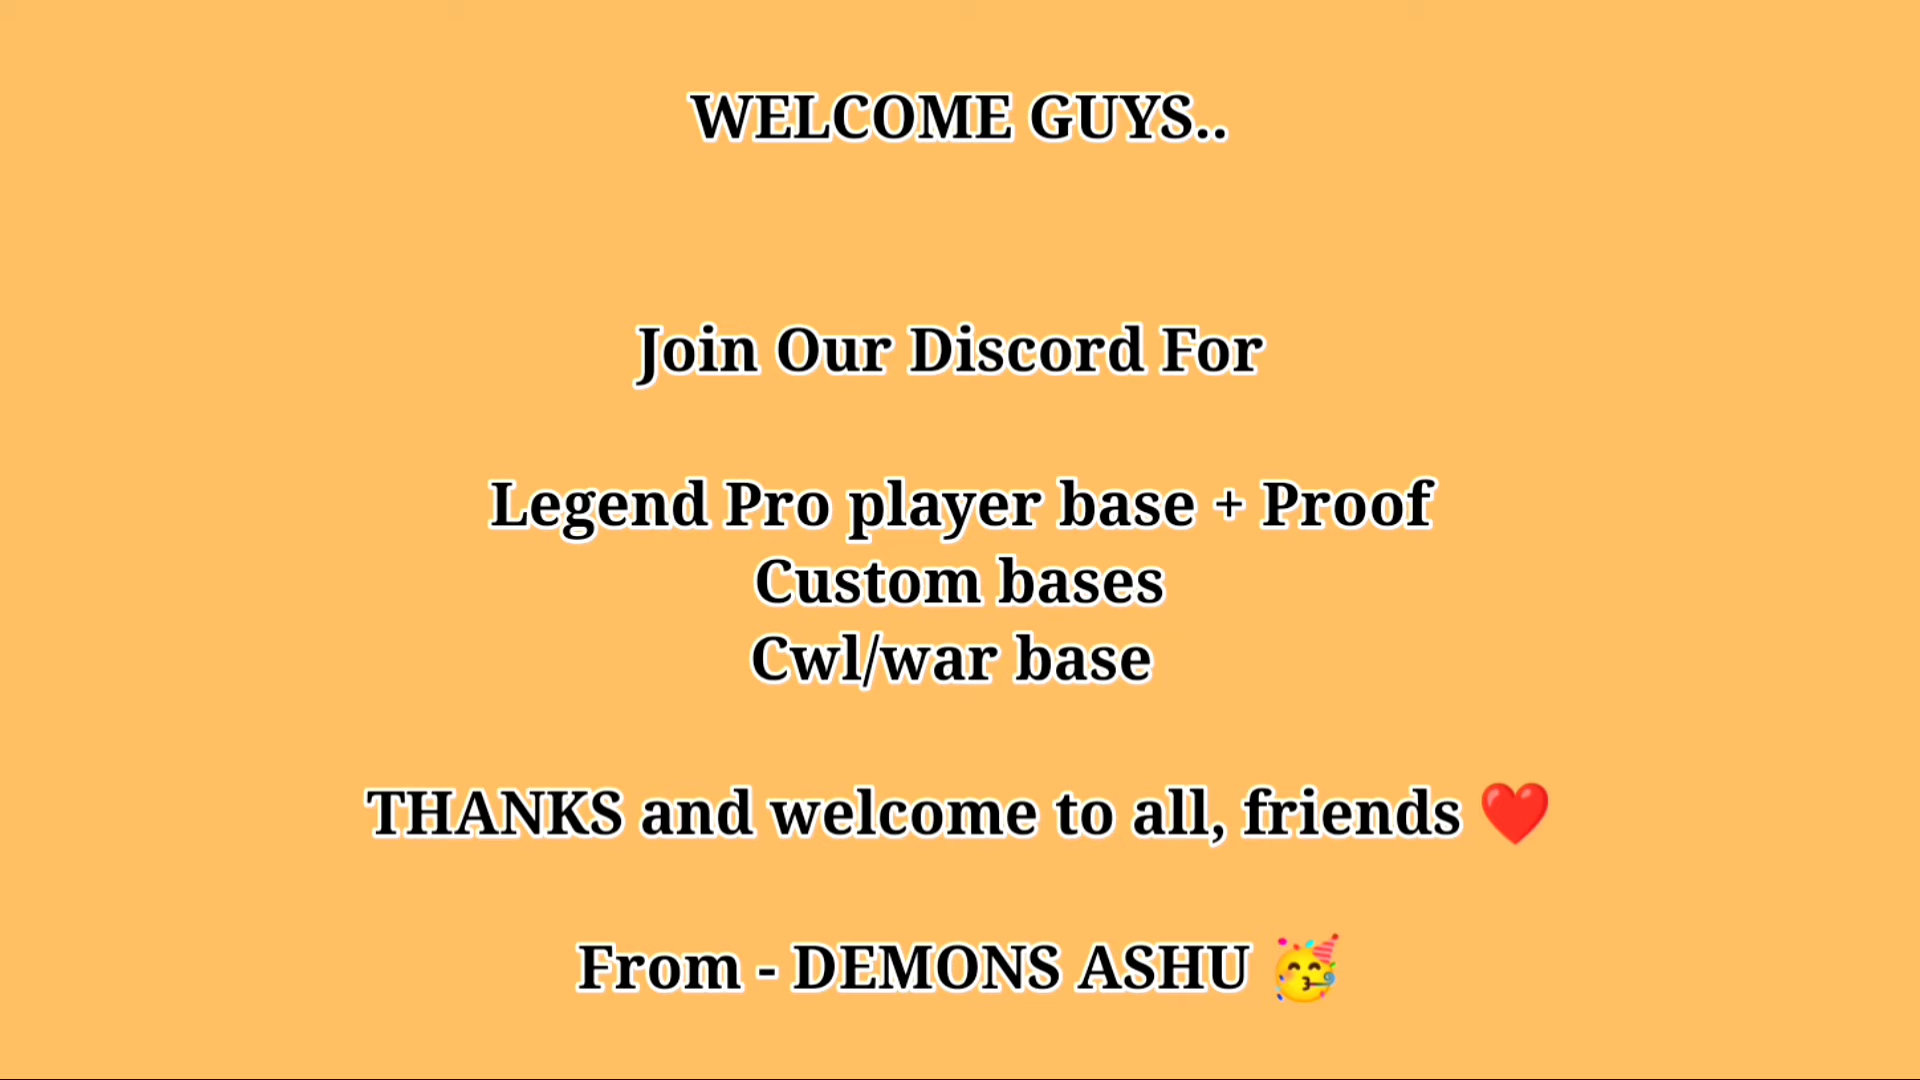 WELCOME GUYS..
Join Our Discord For
Legend Pro player base + Proof
Custom bases
Cwl/war base
THANKS and welcome to all, friends ❤️
From - DEMONS ASHU 🥳